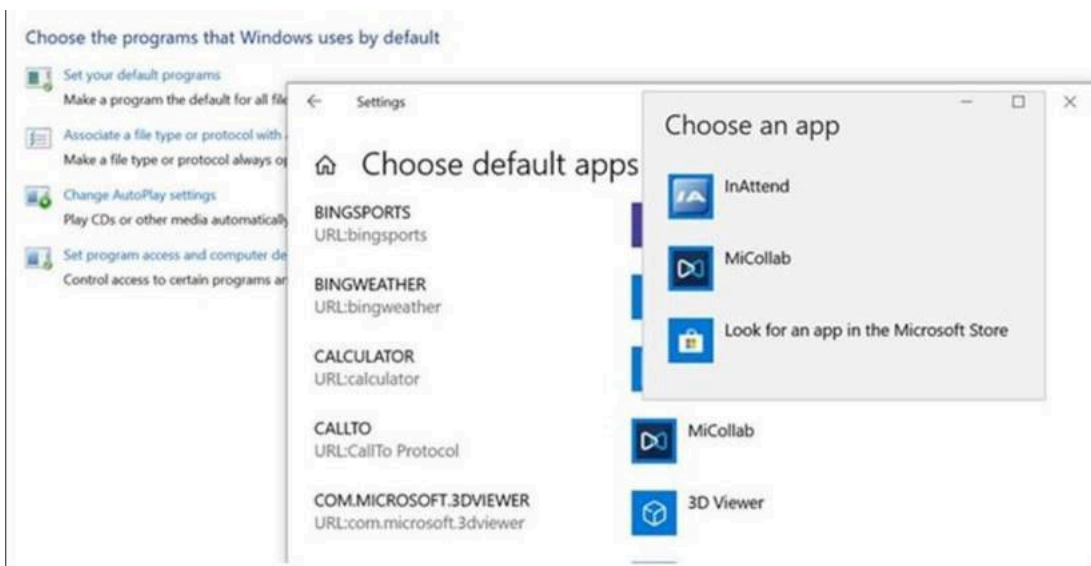 Choose the programs that Windows uses by default
Set your default programs
Make a program the default for all file
Associate a file type or protocol with
Make a file type or protocol always op
Change AutoPlay settings
Play CDs or other media automatically
Set program access and computer de
Control access to certain programs an
Settings
Choose default apps
BINGSPORTS
URL:bingsports
BINGWEATHER
URL:bingweather
CALCULATOR
URL:calculator
CALLTO
URL:CallTo Protocol
MiCollab
COM.MICROSOFT.3DVIEWER
URL:com.microsoft.3dviewer
3D Viewer
Choose an app
IA
InAttend
MiCollab
Look for an app in the Microsoft Store